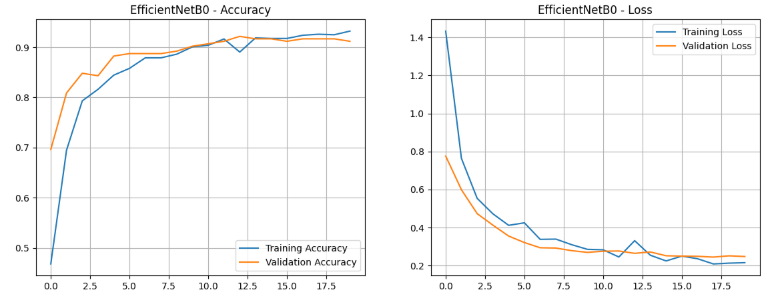 EfficientNetB0 - Accuracy
0.9
0.8
0.7
0.6
0.5
Training Accuracy
Validation Accuracy
0.0 2.5 5.0 7.5 10.0 12.5 15.0 17.5
EfficientNetB0 - Loss
Training Loss
Validation Loss
1.4
1.2
1.0
0.8
0.6
0.4
0.2
0.0 2.5 5.0 7.5 10.0 12.5 15.0 17.5